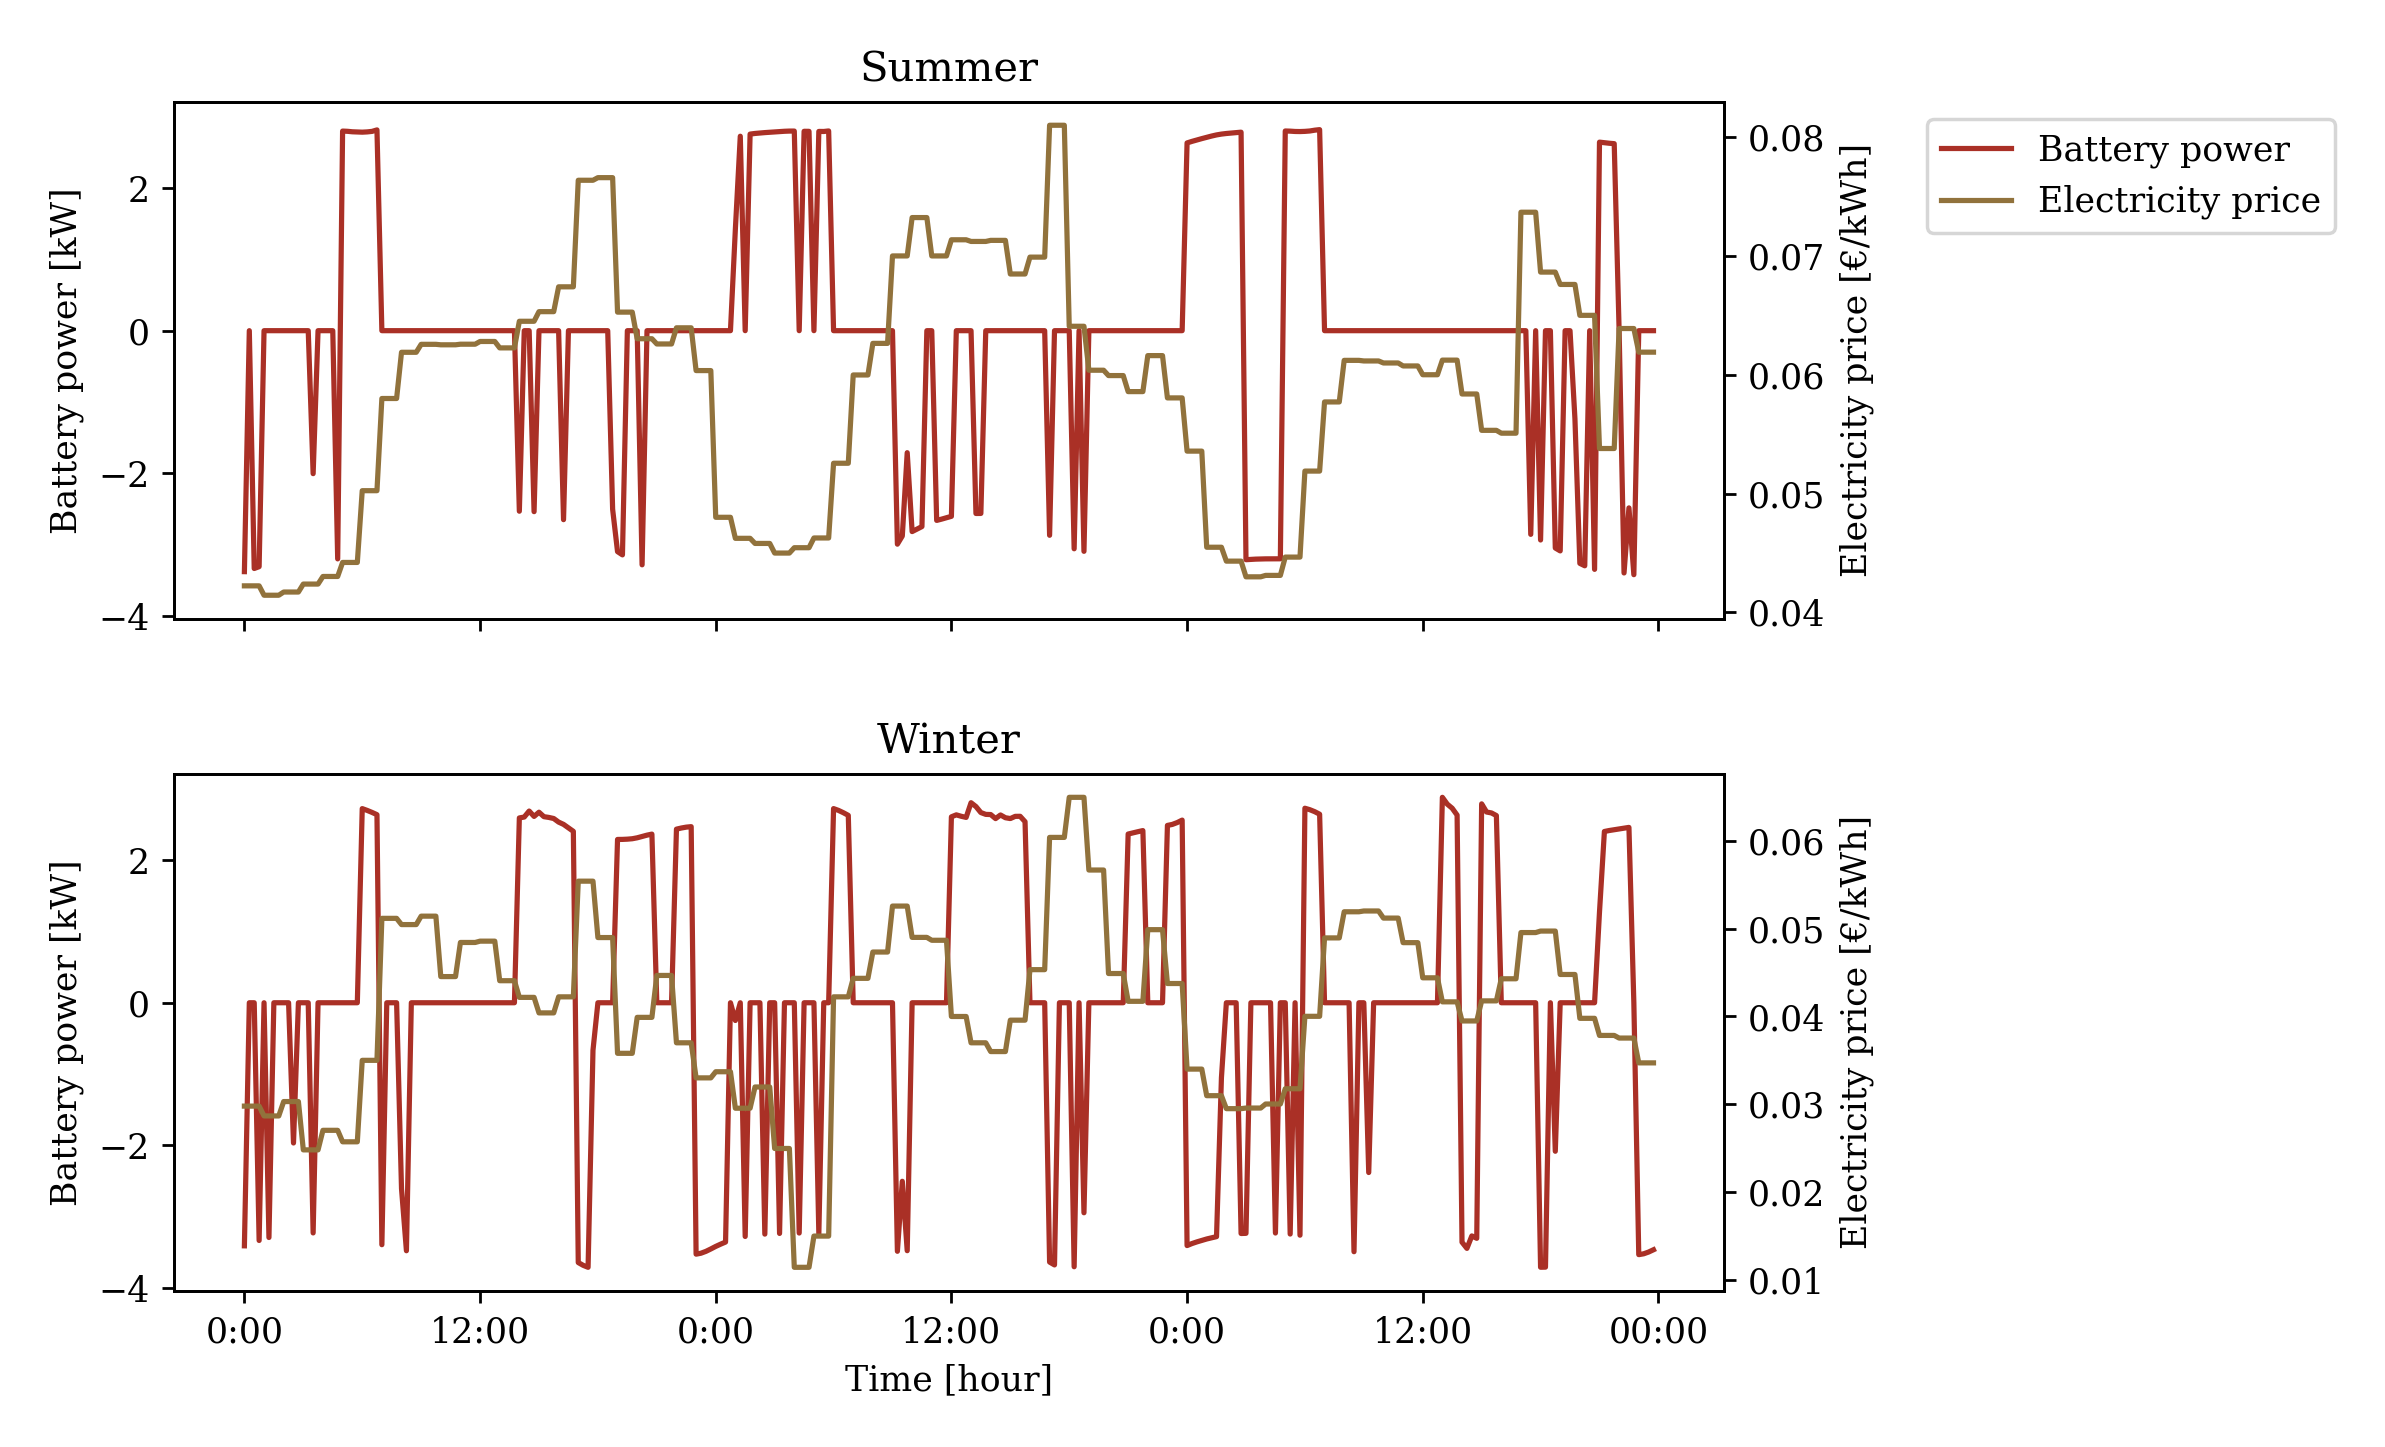 Summer
Battery power [kW]
2
0
−2
−4
0.08
0.07
0.06
0.05
0.04
Electricity price [€/kWh]
Battery power
Electricity price
Winter
Battery power [kW]
2
0
−2
−4
0.06
0.05
0.04
0.03
0.02
0.01
Electricity price [€/kWh]
0:00 12:00 0:00 12:00 0:00 12:00 00:00
Time [hour]